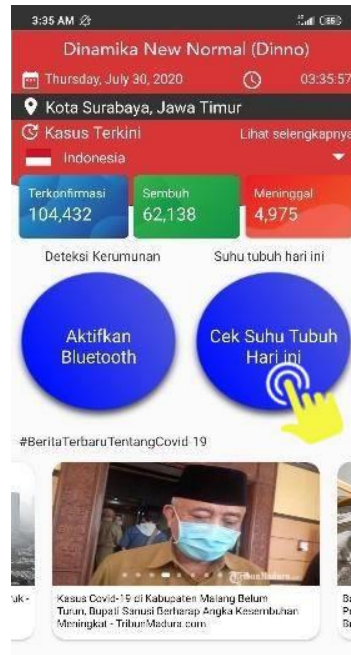 3:35 AM
Dinamika New Normal (Dinno)
Thursday, July 30, 2020 03:35:57
Kota Surabaya, Jawa Timur
Kasus Terkini Lihat selengkapnya
Indonesia
Terkonfirmasi Sembuh Meninggal
104,432 62,138 4,975
Deteksi Kerumunan Suhu tubuh hari ini
Aktifkan
Bluetooth
Cek Suhu Tubuh
Hari ini
#BeritaTerbaruTentangCovid-19
TribunMadura.com
uk -
Kasus Covid-19 di Kabupaten Malang Belum
Turun, Bupati Sanusi Berharap Angka Kesembuhan
Meningkat - TribunMadura.com